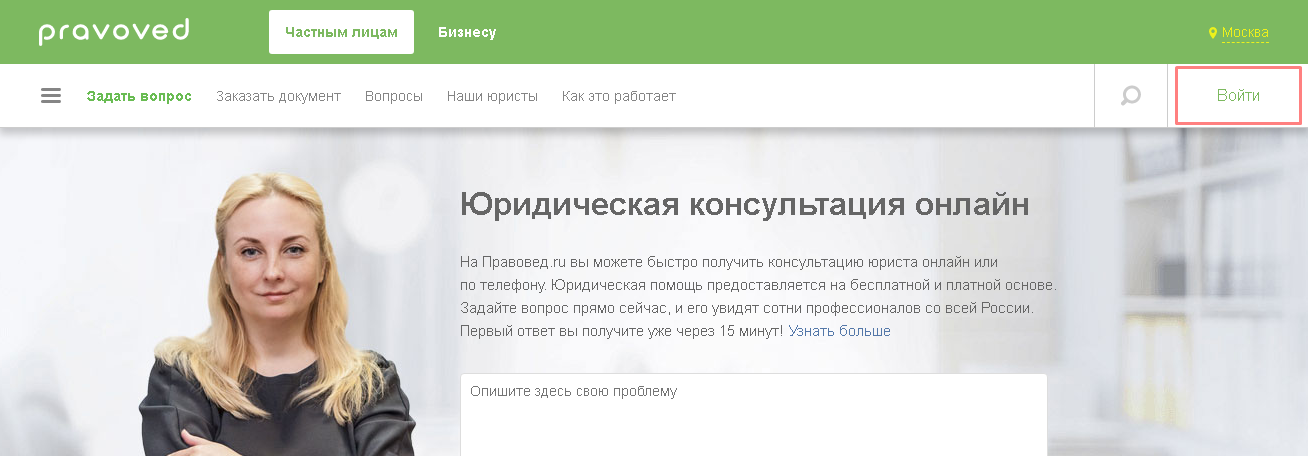 pravoved
Частным лицам
Бизнесу
Москва
Задать вопрос
Заказать документ
Вопросы
Наши юристы
Как это работает
Войти
Юридическая консультация онлайн
На Правовед.ru вы можете быстро получить консультацию юриста онлайн или
по телефону. Юридическая помощь предоставляется на бесплатной и платной основе.
Задайте вопрос прямо сейчас, и его увидят сотни профессионалов со всей России.
Первый ответ вы получите уже через 15 минут! Узнать больше
Опишите здесь свою проблему